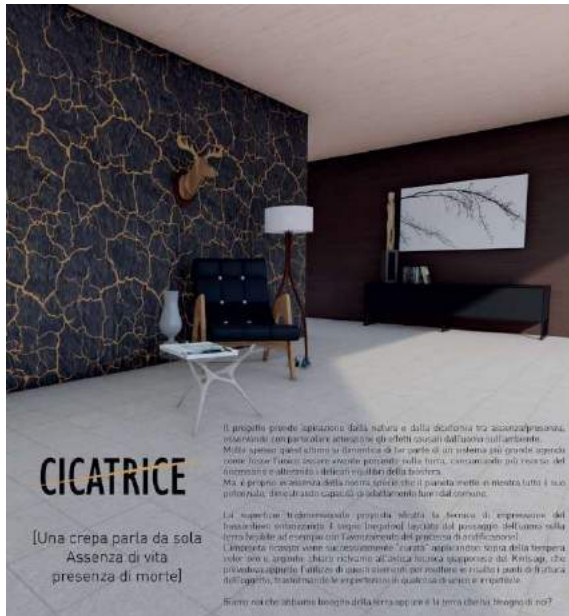 CICATRICE
[Una crepa parla da sola
Assenza di vita
presenza di morte]
Il progetto prende ispirazione dalla natura e dalla dicotomia tra assenza/presenza,
osservando con particolare attenzione gli effetti causati dall'uomo sull'ambiente.
Molto spesso quest'ultimo si dimentica di far parte di un sistema più grande agendo
come fosse l'unico essere vivente presente sulla terra, consumando più risorse del
necessario e alterando i delicati equilibri della biosfera.
Ma è proprio in assenza della nostra specie che il pianeta mette in mostra tutto il suo
potenziale, dimostrando capacità di adattamento fuori dal comune.
La superficie tridimensionale proposta sfrutta la tecnica di impressione del
bassorilievo enfatizzando il segno (negativo) lasciato dal passaggio dell'uomo sulla
terra (visibile ad esempio con l'avanzamento del processo di acidificazione)
L'impronta ricavata viene successivamente "curata" applicando sopra della tempera
color oro e argento, chiaro richiamo all'antica tecnica giapponese del Kintsugi, che
prevedeva appunto l'utilizzo di questi elementi per mettere in risalto i punti di frattura
dell'oggetto, trasformando le imperfezioni in qualcosa di unico e irripetibile.
Siamo noi che abbiamo bisogno della terra oppure è la terra che ha bisogno di noi?